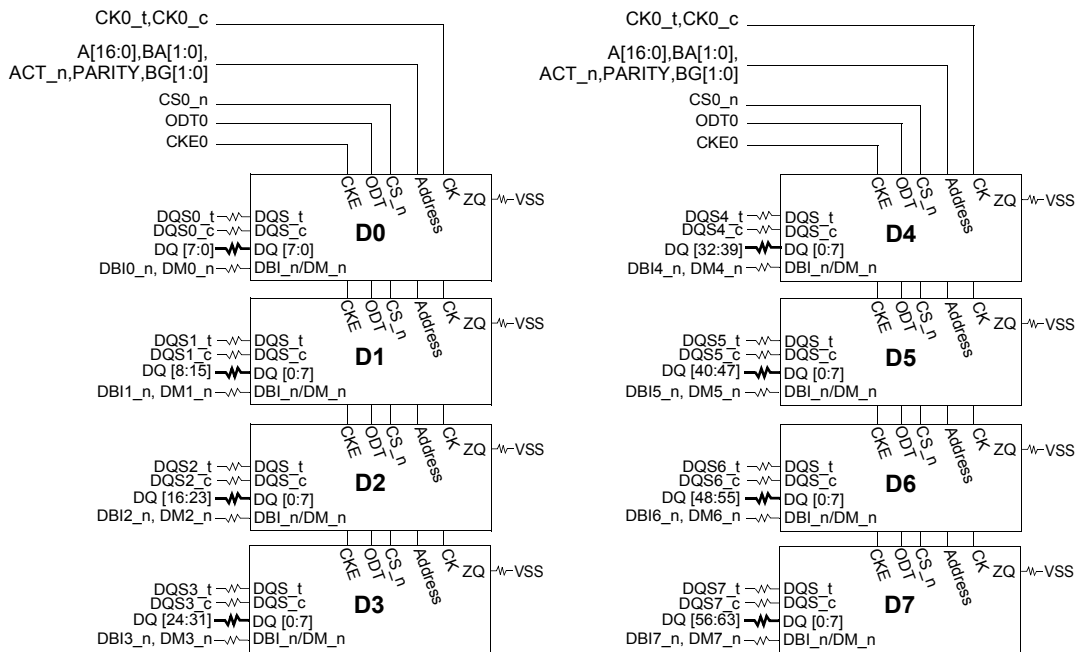 CK0_t,CK0_c
A[16:0],BA[1:0],
ACT_n,PARITY,BG[1:0]
CS0_n
ODT0
CKE0
CKE
ODT
CS_n
Address
CK
ZQ
VSS
DQS0_t
DQS0_c
DQ [7:0]
DBI0_n, DM0_n
DQS_t
DQS_c
DQ [7:0]
DBI_n/DM_n
D0
CKE
ODT
CS_n
Address
CK
ZQ
VSS
DQS1_t
DQS1_c
DQ [8:15]
DBI1_n, DM1_n
DQS_t
DQS_c
DQ [0:7]
DBI_n/DM_n
D1
CKE
ODT
CS_n
Address
CK
ZQ
VSS
DQS2_t
DQS2_c
DQ [16:23]
DBI2_n, DM2_n
DQS_t
DQS_c
DQ [0:7]
DBI_n/DM_n
D2
CKE
ODT
CS_n
Address
CK
ZQ
VSS
DQS3_t
DQS3_c
DQ [24:31]
DBI3_n, DM3_n
DQS_t
DQS_c
DQ [0:7]
DBI_n/DM_n
D3
CK0_t,CK0_c
A[16:0],BA[1:0],
ACT_n,PARITY,BG[1:0]
CS0_n
ODT0
CKE0
CKE
ODT
CS_n
Address
CK
ZQ
VSS
DQS4_t
DQS4_c
DQ [32:39]
DBI4_n, DM4_n
DQS_t
DQS_c
DQ [0:7]
DBI_n/DM_n
D4
CKE
ODT
CS_n
Address
CK
ZQ
VSS
DQS5_t
DQS5_c
DQ [40:47]
DBI5_n, DM5_n
DQS_t
DQS_c
DQ [0:7]
DBI_n/DM_n
D5
CKE
ODT
CS_n
Address
CK
ZQ
VSS
DQS6_t
DQS6_c
DQ [48:55]
DBI6_n, DM6_n
DQS_t
DQS_c
DQ [0:7]
DBI_n/DM_n
D6
CKE
ODT
CS_n
Address
CK
ZQ
VSS
DQS7_t
DQS7_c
DQ [56:63]
DBI7_n, DM7_n
DQS_t
DQS_c
DQ [0:7]
DBI_n/DM_n
D7